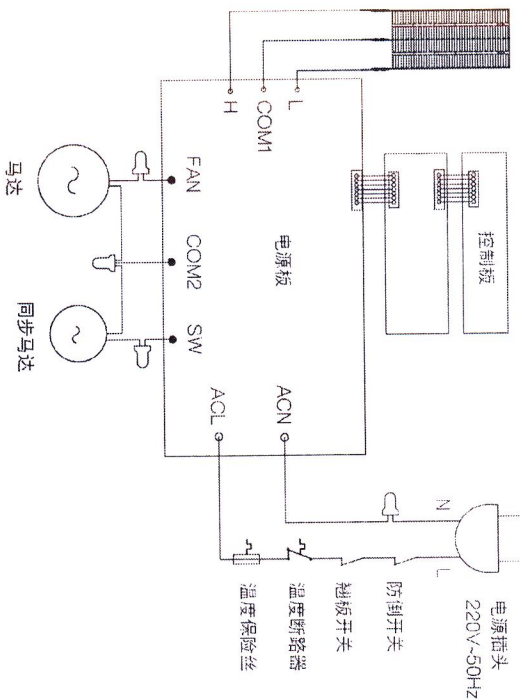 H
COM1
L
FAN
COM2
SW
电源板
控制板
马达
同步马达
ACL
ACN
N
L
温度保险丝
温度断路器
翘板开关
防倒开关
电源插头
220V~50Hz